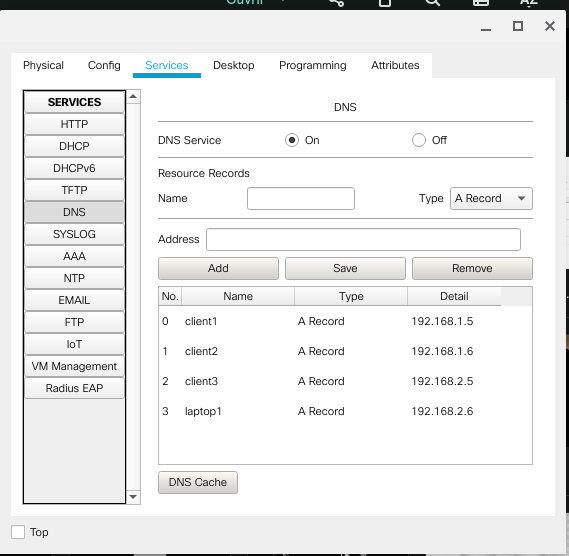 Ouvrir
AZ
Physical Config Services Desktop Programming Attributes
SERVICES
HTTP
DHCP
DHCPv6
TFTP
DNS
SYSLOG
AAA
NTP
EMAIL
FTP
IoT
VM Management
Radius EAP
DNS
DNS Service On Off
Resource Records
Name Type A Record
Address
Add Save Remove
No. Name Type Detail
0 client1 A Record 192.168.1.5
1 client2 A Record 192.168.1.6
2 client3 A Record 192.168.2.5
3 laptop1 A Record 192.168.2.6
DNS Cache
Top